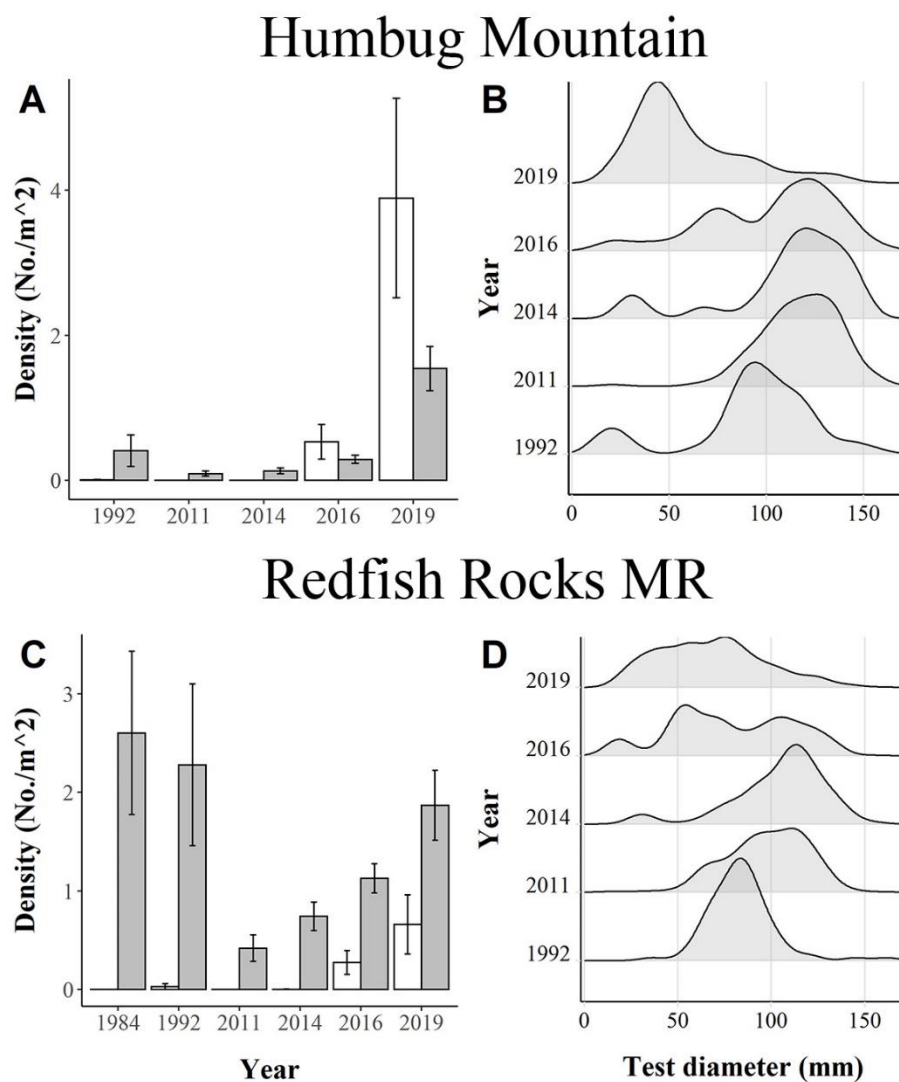 Humbug Mountain
A
Density (No./m^2)
4
2
0
1992 2011 2014 2016 2019
B
Year
2019
2016
2014
2011
1992
0 50 100 150
Redfish Rocks MR
C
Density (No./m^2)
3
2
1
0
1984 1992 2011 2014 2016 2019
Year
D
Year
2019
2016
2014
2011
1992
0 50 100 150
Test diameter (mm)